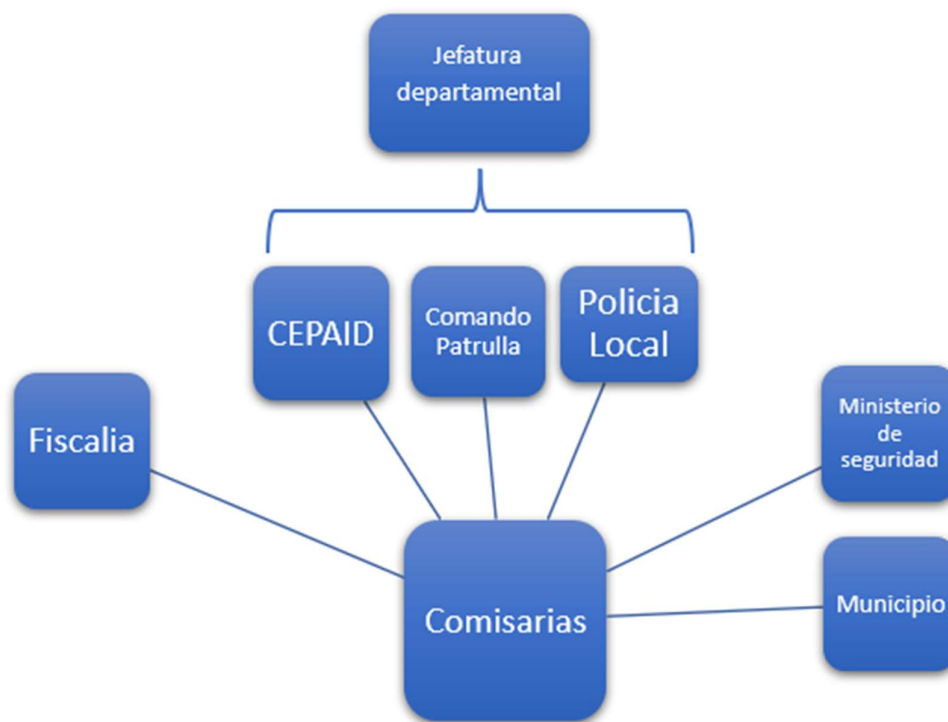 Jefatura
departamental
CEPAID
Comando
Patrulla
Policia
Local
Fiscalia
Ministerio
de
seguridad
Comisarias
Municipio